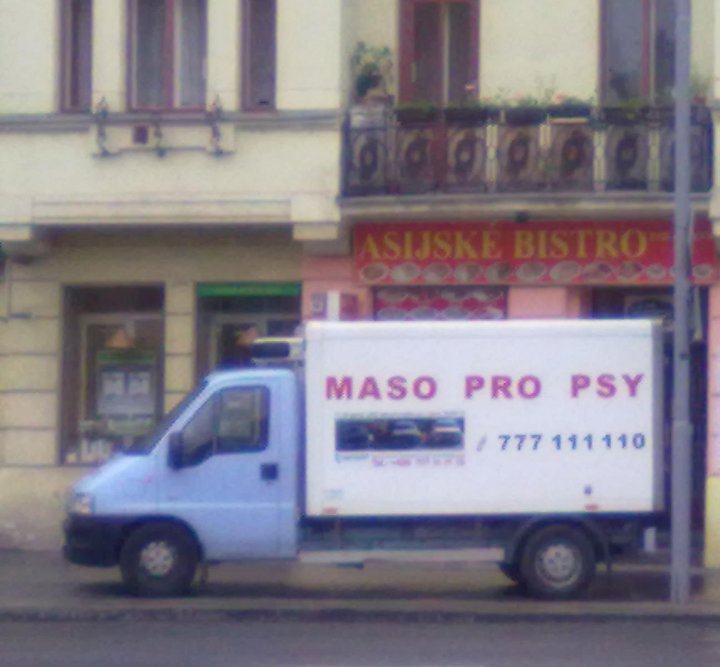 ASIJSKÉ BISTRO
MASO PRO PSY
777 111 110